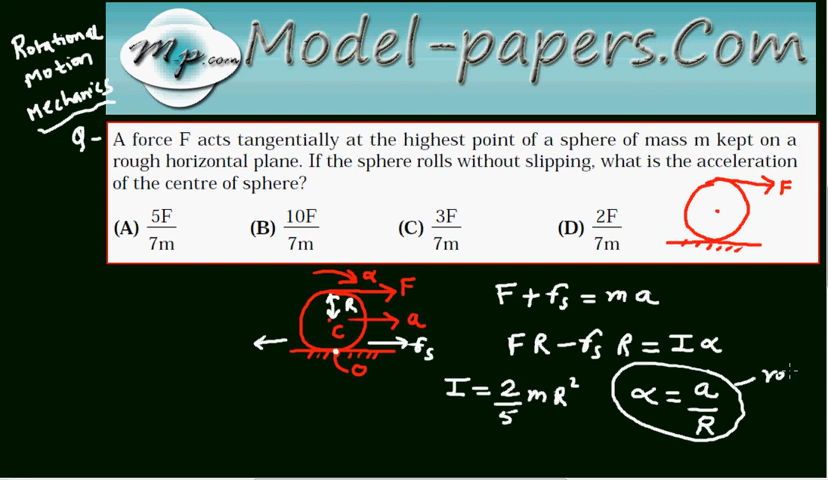 Rotational
Motion
Mechanics
mp.com
Model-papers.Com
Q-
A force F acts tangentially at the highest point of a sphere of mass m kept on a
rough horizontal plane. If the sphere rolls without slipping, what is the acceleration
of the centre of sphere?
F
(A) 5F/7m (B) 10F/7m (C) 3F/7m (D) 2F/7m
α
F
R
a
C
fs
O
F + fs = ma
FR - fs R = Iα
I = 2/5 mR²
α = a/R